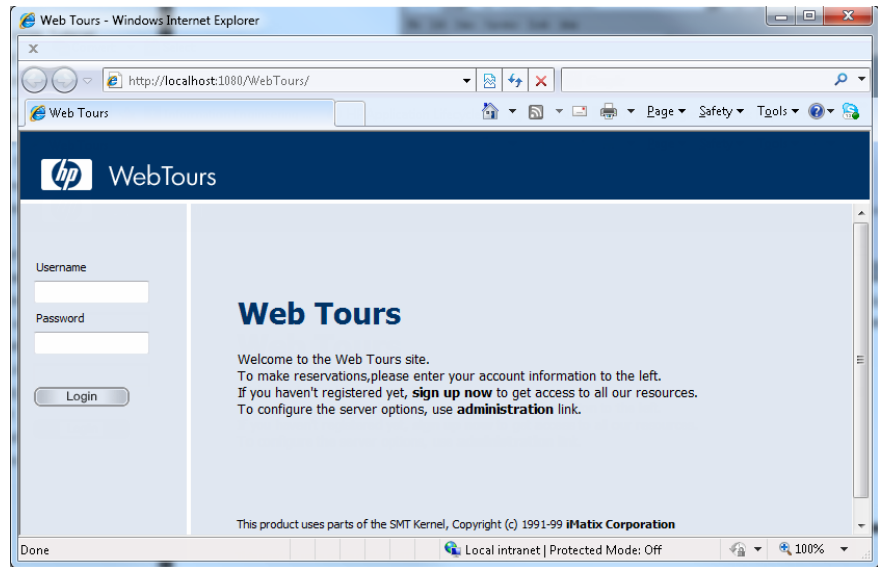 Web Tours - Windows Internet Explorer
x
http://localhost:1080/WebTours/
Web Tours
Page Safety Tools
hp WebTours
Username
Password
Login
Web Tours
Welcome to the Web Tours site.
To make reservations,please enter your account information to the left.
If you haven't registered yet, sign up now to get access to all our resources.
To configure the server options, use administration link.
This product uses parts of the SMT Kernel, Copyright (c) 1991-99 iMatix Corporation
Done
Local intranet | Protected Mode: Off
100%